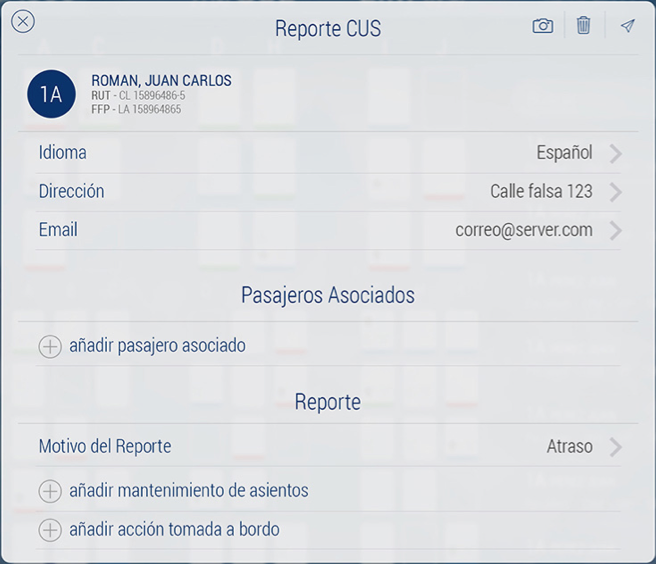 Reporte CUS
1A
ROMAN, JUAN CARLOS
RUT - CL 15896486-5
FFP - LA 158964865
Idioma Español
Dirección Calle falsa 123
Email correo@server.com
Pasajeros Asociados
añadir pasajero asociado
Reporte
Motivo del Reporte Atraso
añadir mantenimiento de asientos
añadir acción tomada a bordo